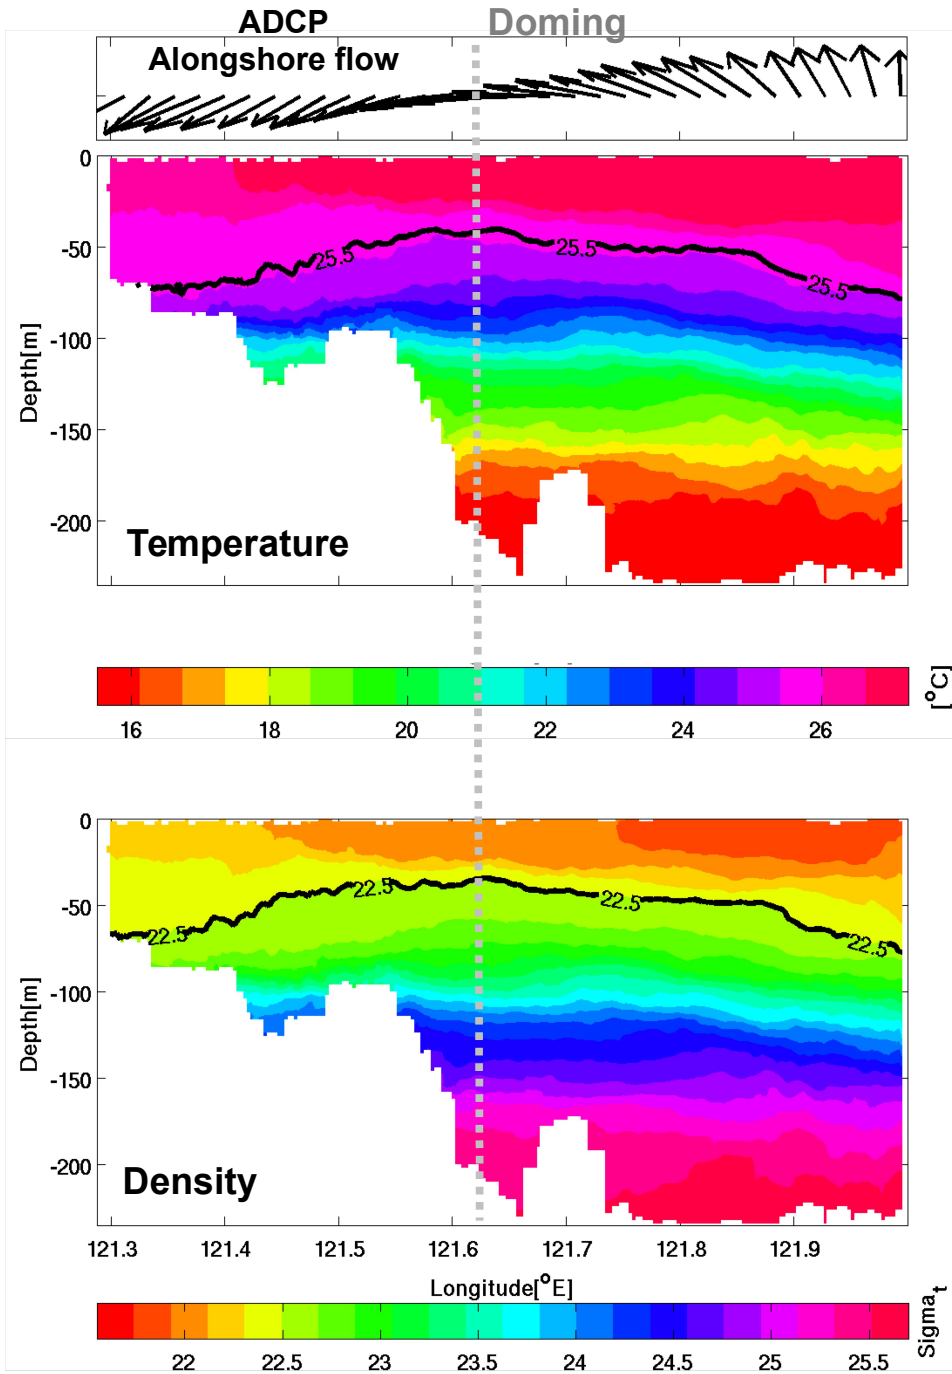 ADCP Doming
Alongshore flow
0
-50
-100
-150
-200
Depth[m]
25.5 25.5 25.5
Temperature
16 18 20 22 24 26
[°C]
0
-50
-100
-150
-200
Depth[m]
22.5 22.5 22.5 22.5
Density
121.3 121.4 121.5 121.6 121.7 121.8 121.9
Longitude[°E]
22 22.5 23 23.5 24 24.5 25 25.5
Sigma_t